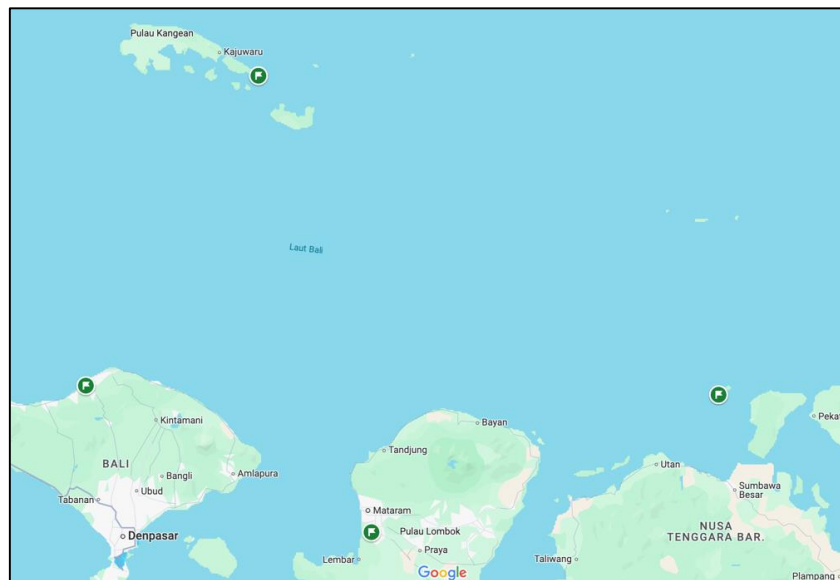 Pulau Kangean
Kajuwaru
Laut Bali
Kintamani
BALI
Bangli
Amlapura
Ubud
Tabanan
Denpasar
Bayan
Tandjung
Mataram
Pulau Lombok
Praya
Lembar
Google
Utan
Pekat
Sumbawa
Besar
NUSA
TENGGARA BAR.
Taliwang
Plampang